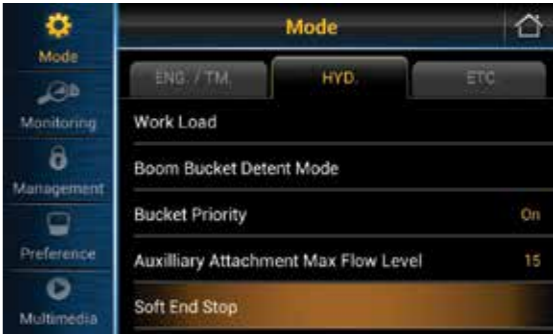 Mode
Mode
ENG. / TM.
HYD.
ETC
Monitoring
Management
Preference
Multimedia
Work Load
Boom Bucket Detent Mode
Bucket Priority On
Auxilliary Attachment Max Flow Level 15
Soft End Stop